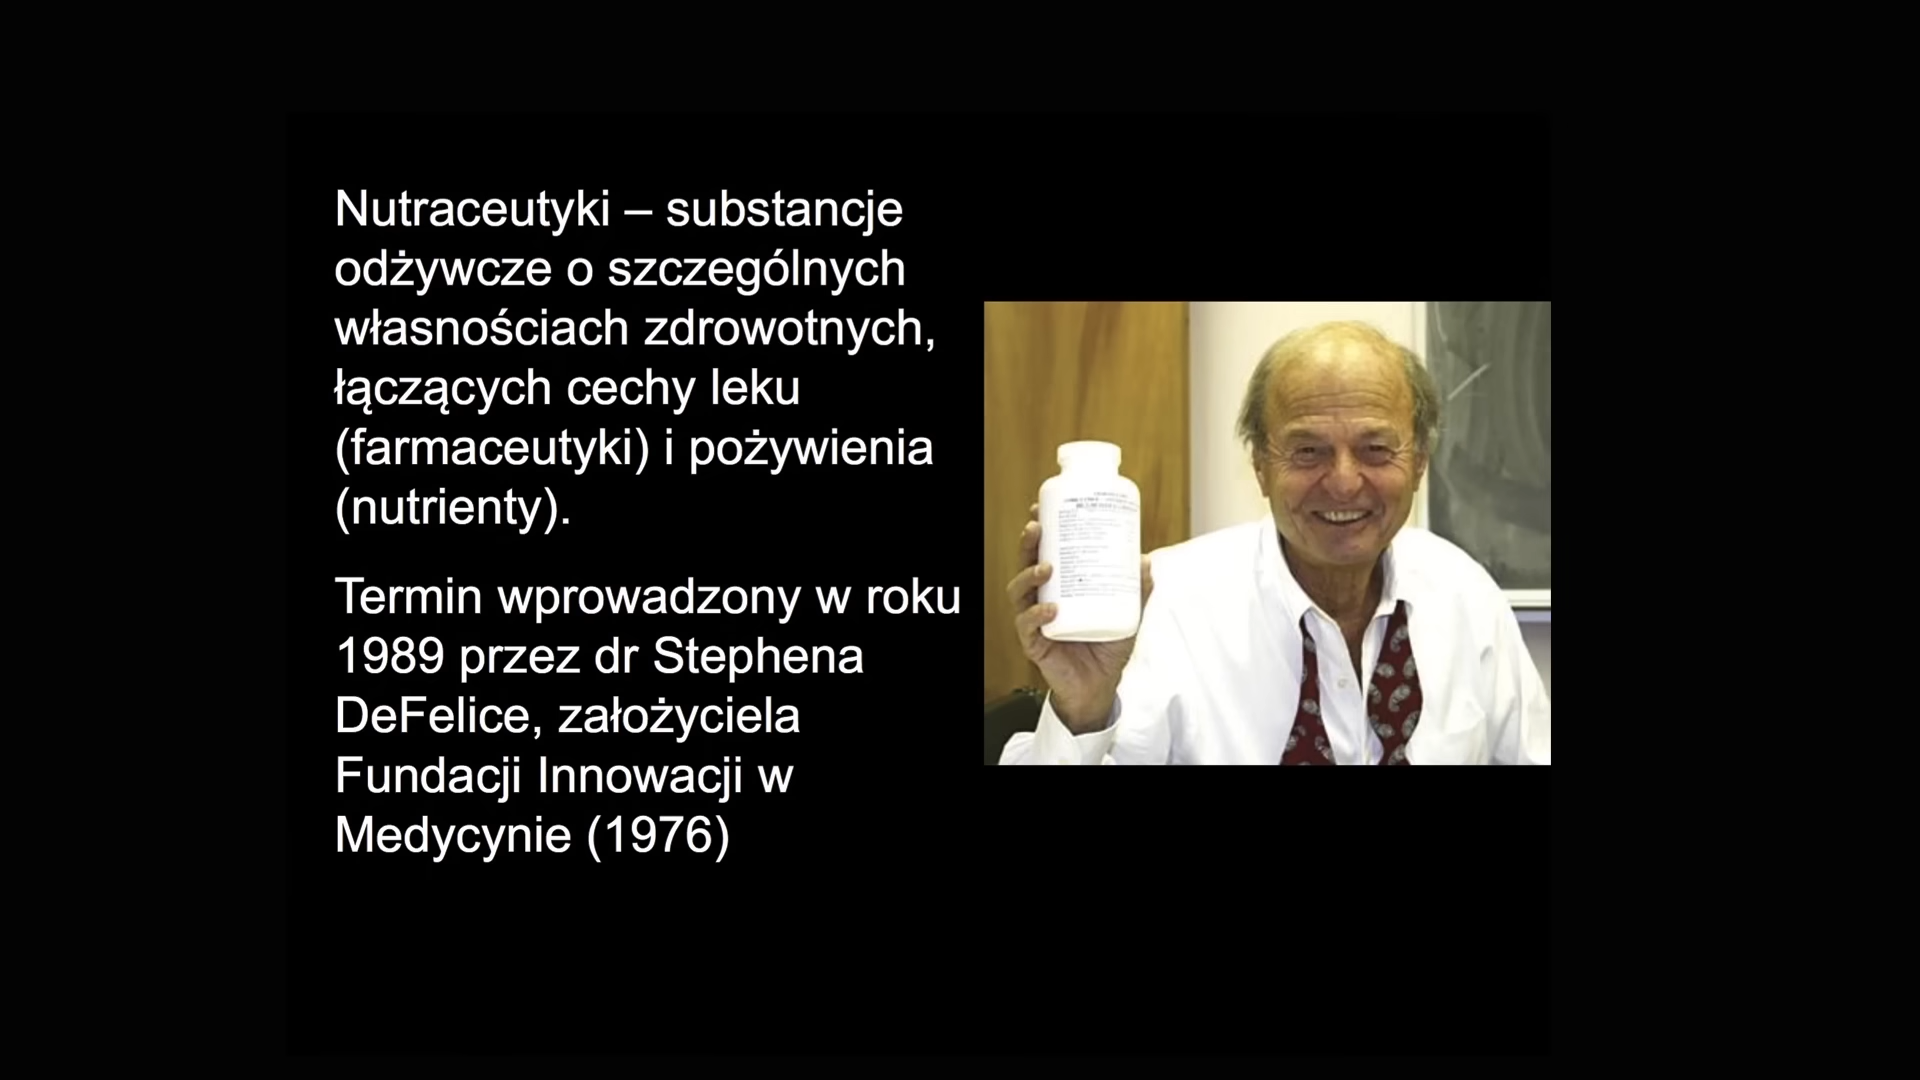 Nutraceutyki – substancje
odżywcze o szczególnych
własnościach zdrowotnych,
łączących cechy leku
(farmaceutyki) i pożywienia
(nutrienty).
Termin wprowadzony w roku
1989 przez dr Stephena
DeFelice, założyciela
Fundacji Innowacji w
Medycynie (1976)